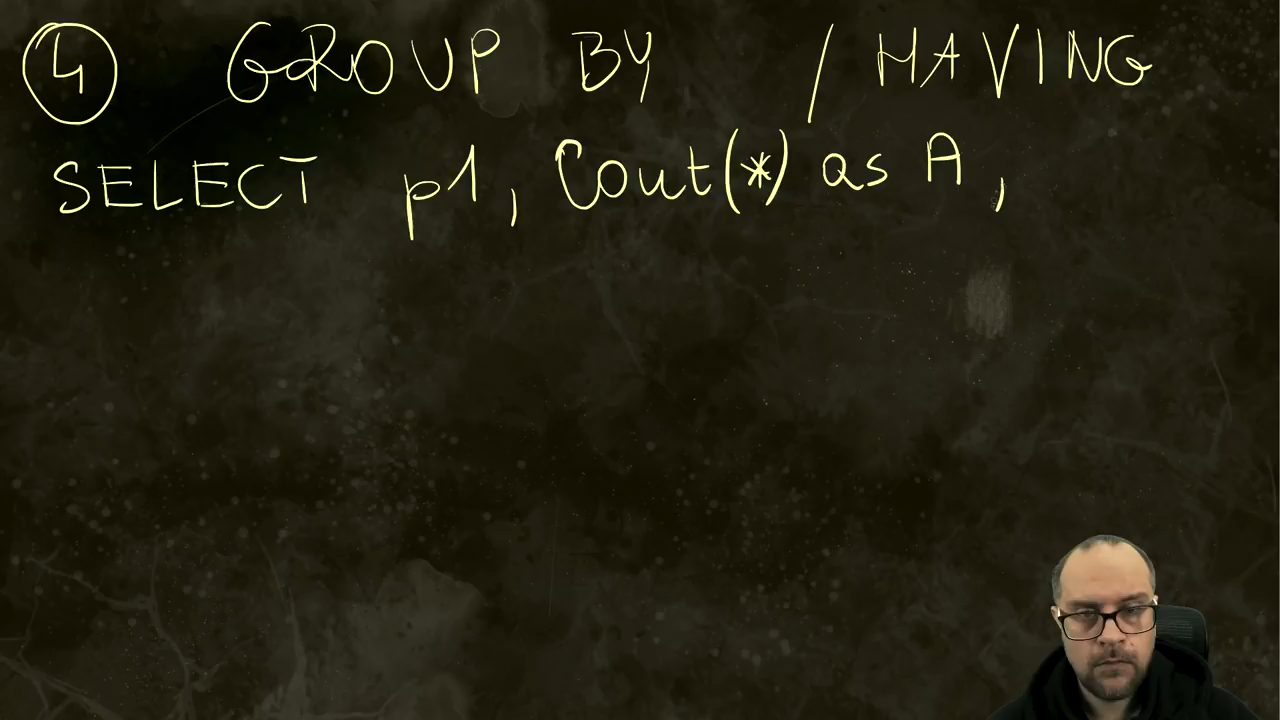 ④ GROUP BY / HAVING
SELECT p1, Cout(*) as A,